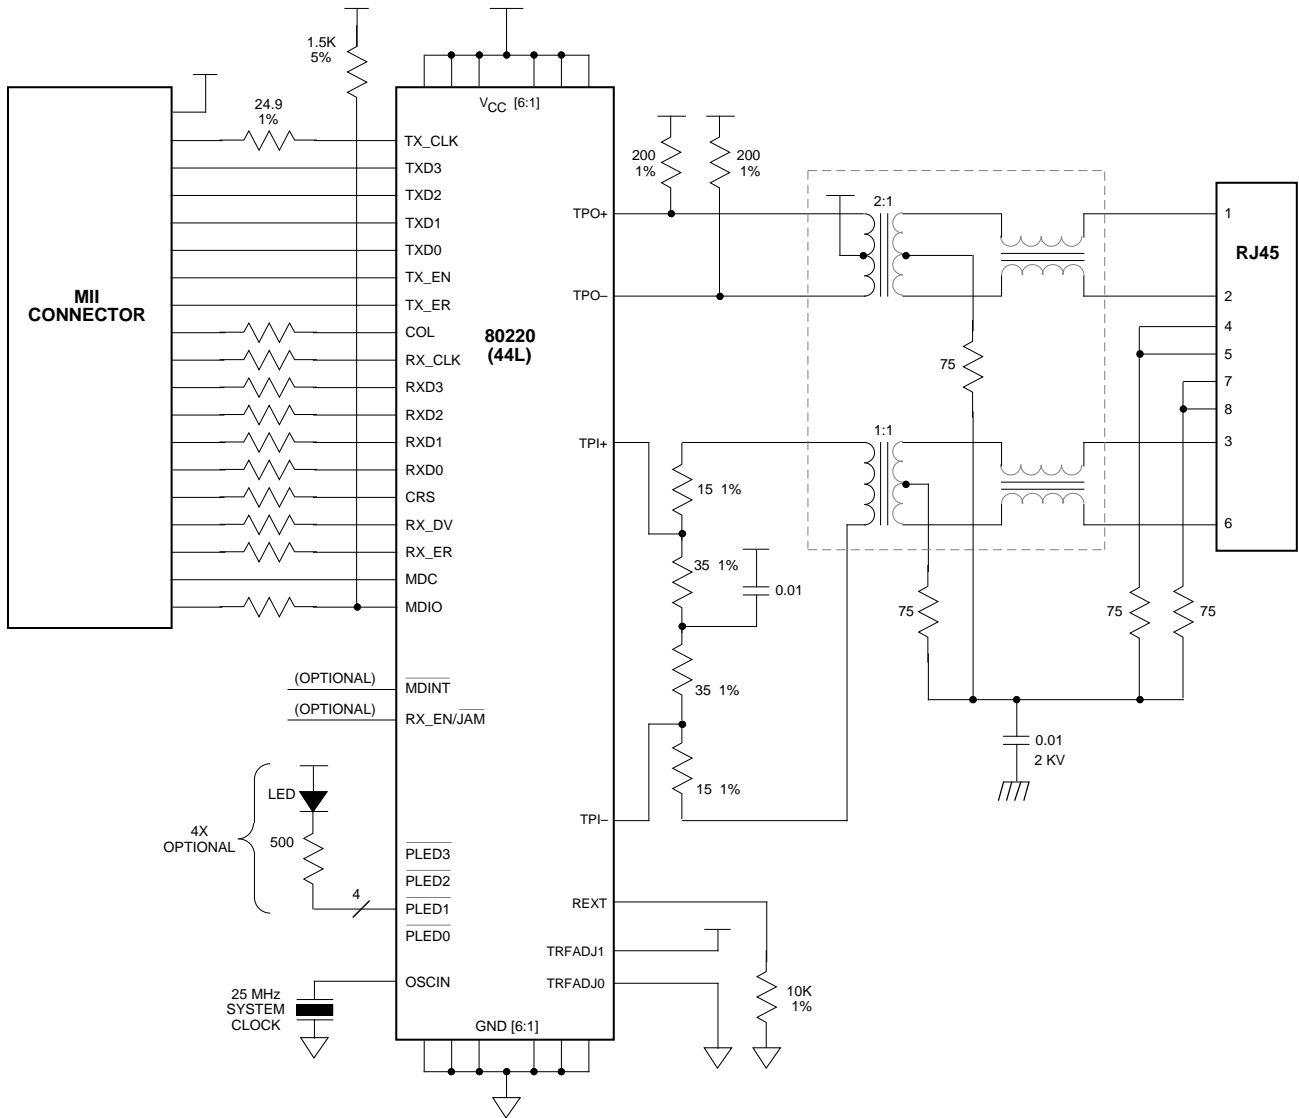 1.5K
5%
V_CC [6:1]
MII
CONNECTOR
24.9
1%
TX_CLK
TXD3
TXD2
TXD1
TXD0
TX_EN
TX_ER
COL
RX_CLK
RXD3
RXD2
RXD1
RXD0
CRS
RX_DV
RX_ER
MDC
MDIO
(OPTIONAL)
MDINT
(OPTIONAL)
RX_EN/JAM
LED
500
4X
OPTIONAL
4
PLED3
PLED2
PLED1
PLED0
OSCIN
25 MHz
SYSTEM
CLOCK
GND [6:1]
80220
(44L)
TPO+
TPO–
TPI+
TPI–
REXT
TRFADJ1
TRFADJ0
200
1%
200
1%
15 1%
35 1%
0.01
35 1%
15 1%
10K
1%
2:1
75
1:1
75
75
75
0.01
2 KV
RJ45
1
2
4
5
7
8
3
6